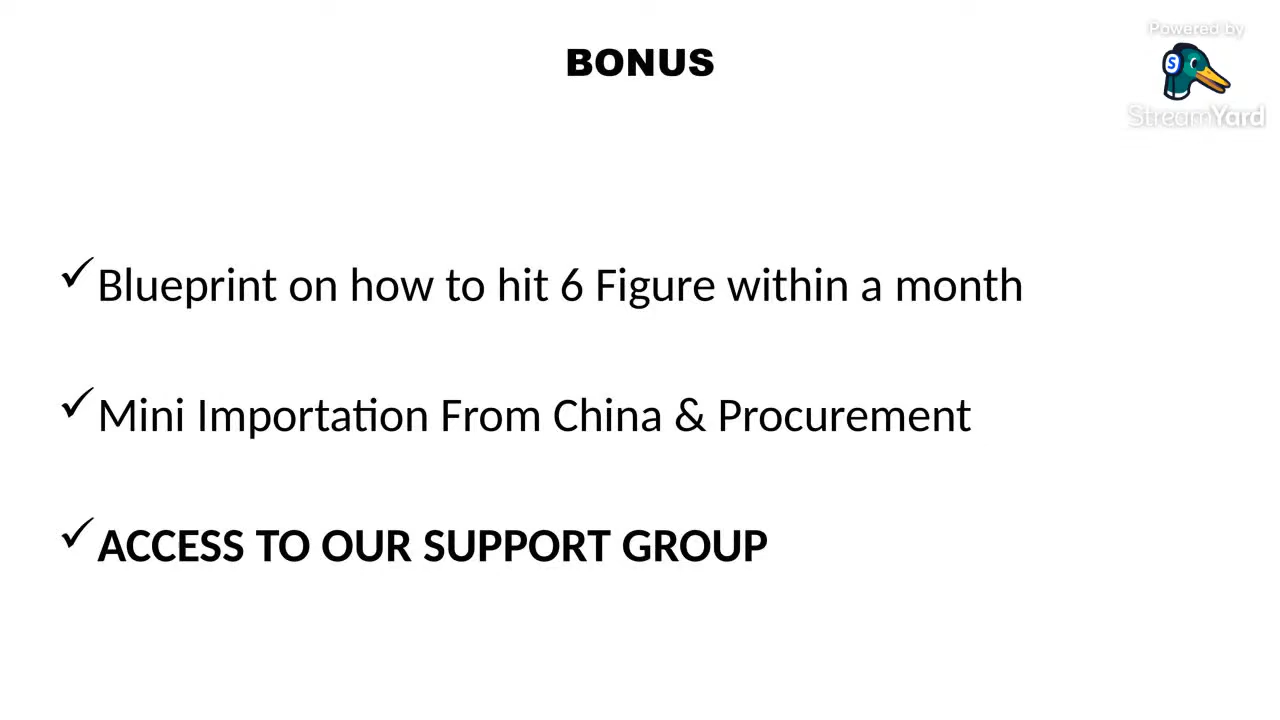 Powered by
BONUS
S
StreamYard
✓Blueprint on how to hit 6 Figure within a month
✓Mini Importation From China & Procurement
✓ACCESS TO OUR SUPPORT GROUP